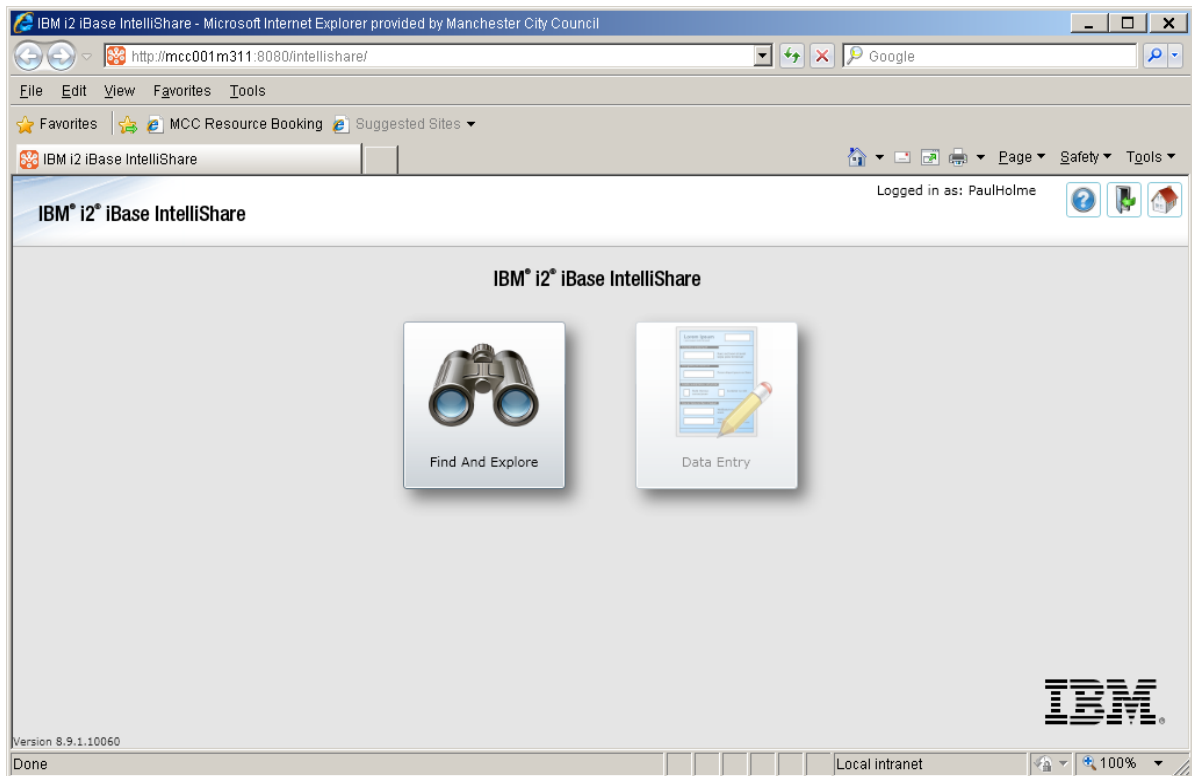 IBM i2 iBase IntelliShare - Microsoft Internet Explorer provided by Manchester City Council
http://mcc001m311:8080/intellishare/
Google
File Edit View Favorites Tools
Favorites MCC Resource Booking Suggested Sites
IBM i2 iBase IntelliShare Page Safety Tools
Logged in as: PaulHolme
IBM® i2® iBase IntelliShare
IBM® i2® iBase IntelliShare
Lorem Ipsum
Find And Explore Data Entry
IBM®
Version 8.9.1.10060
Done Local intranet 100%